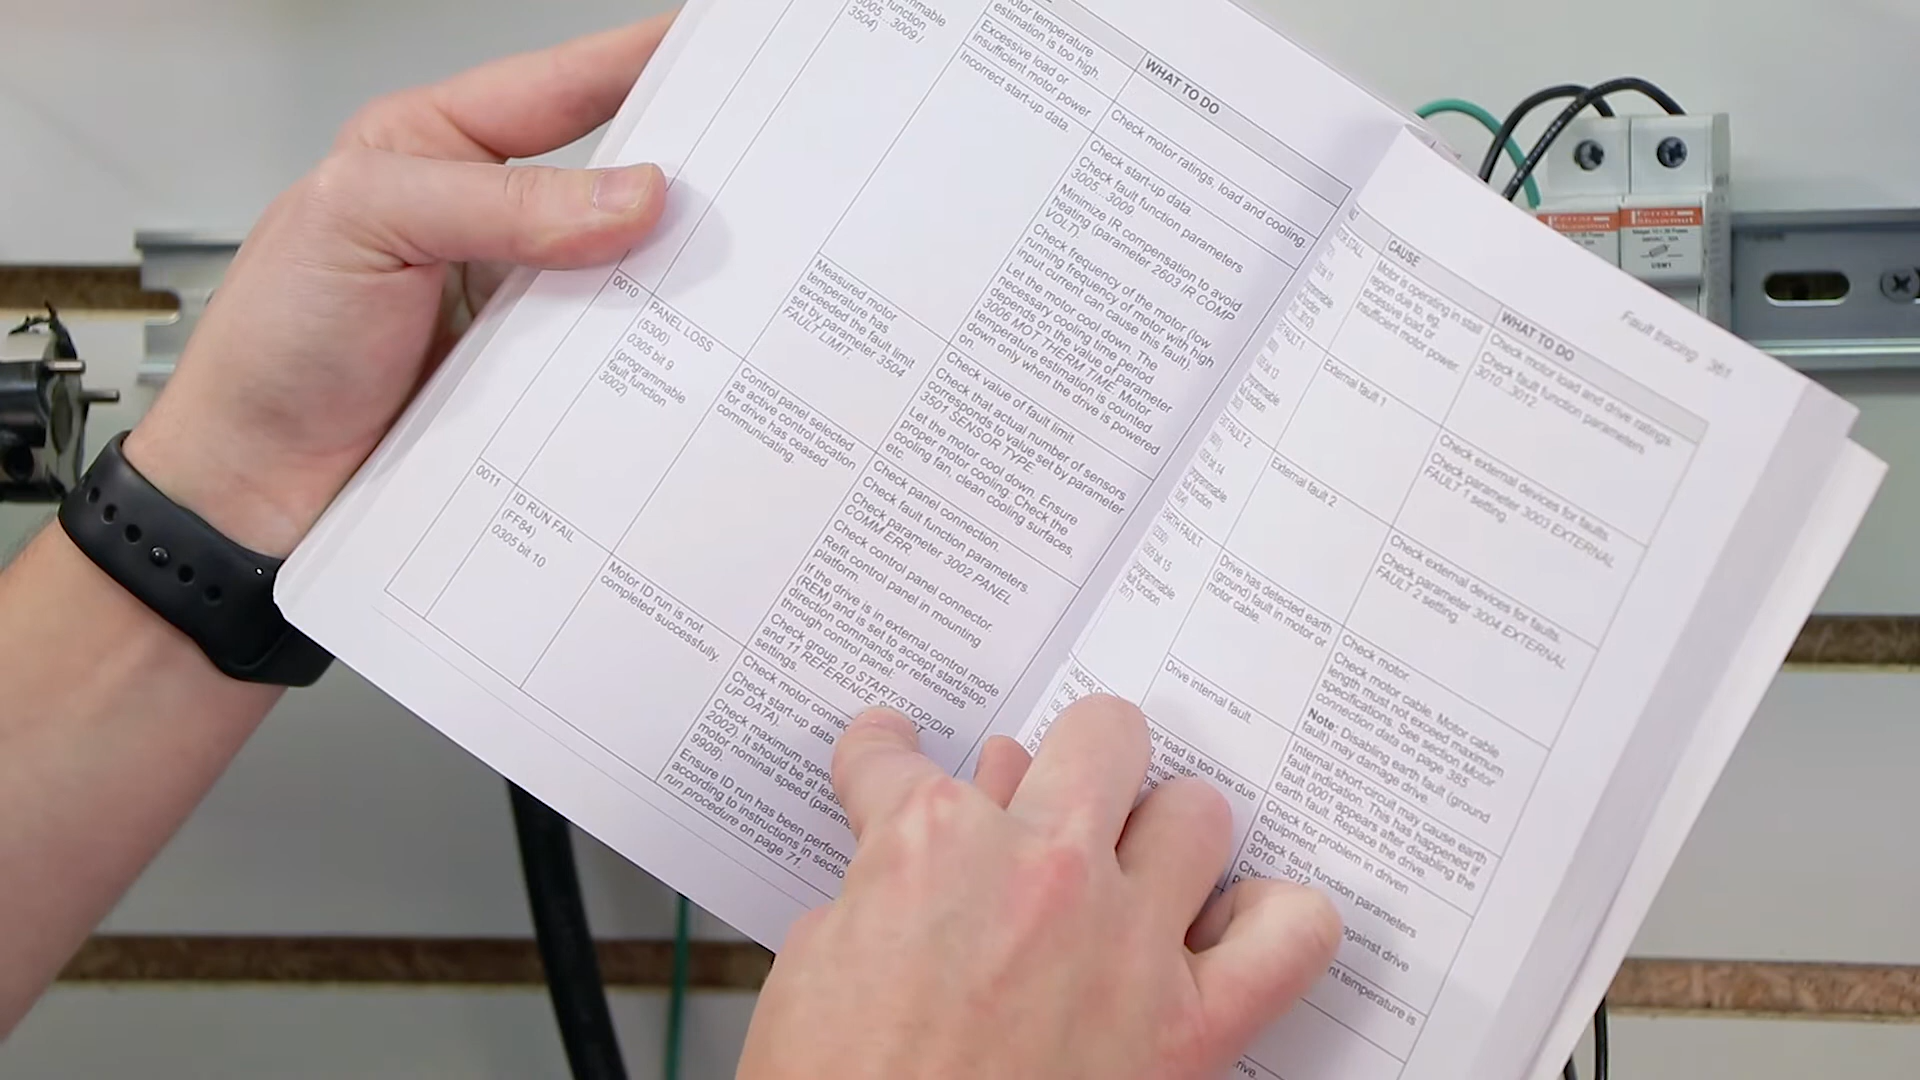 3005...3009 /
3504)
estimation is too high.
Excessive load or
insufficient motor power
Incorrect start-up data.
Measured motor
temperature has
exceeded the fault limit
set by parameter 3504
FAULT LIMIT.
WHAT TO DO
Check motor ratings, load and cooling.
Check start-up data.
Check fault function parameters
3005...3009
Minimize IR compensation to avoid
heating (parameter 2603 IR COMP
VOLT).
Check frequency of the motor (low
running frequency of motor with high
input current can cause this fault).
Let the motor cool down. The
necessary cooling time period
depends on the value of parameter
3006 MOT THERM TIME. Motor
temperature estimation is counted
down only when the drive is powered
on.
Check value of fault limit.
Check that actual number of sensors
corresponds to value set by parameter
3501 SENSOR TYPE.
Let the motor cool down. Ensure
proper motor cooling: Check the
cooling fan, clean cooling surfaces,
etc.
0010
PANEL LOSS
(5300)
0305 bit 9
(programmable
fault function
3002)
Control panel selected
as active control location
for drive has ceased
communicating.
Check panel connection.
Check fault function parameters.
Check parameter 3002 PANEL
COMM ERR.
Check control panel connector.
Refit control panel in mounting
platform.
If the drive is in external control mode
(REM) and is set to accept start/stop,
direction commands or references
through control panel:
Check group 10 START/STOP/DIR
and 11 REFERENCE
settings.
0011
ID RUN FAIL
(FF84)
0305 bit 10
Motor ID run is not
completed successfully.
Check motor
Check start-up data
UP DATA).
Check maximum
2002). It should be at
motor nominal speed
9908).
Ensure ID run has been
according to instructions in
run procedure on page 71.
Fault tracing 361
CAUSE
WHAT TO DO
Motor is operating in stall
region due to, eg,
excessive load or
insufficient motor power.
Check motor load and drive ratings.
Check fault function parameters
3010...3012.
External fault 1
Check external devices for faults.
Check parameter 3003 EXTERNAL
FAULT 1 setting.
External fault 2
Check external devices for faults.
Check parameter 3004 EXTERNAL
FAULT 2 setting.
EARTH FAULT
Drive has detected earth
(ground) fault in motor or
motor cable.
Check motor.
Check motor cable. Motor cable
length must not exceed maximum
specifications. See section Motor
connection data on page 385.
Note: Disabling earth fault (ground
fault) may damage drive.
Drive internal fault.
Internal short-circuit may cause earth
fault indication. This has happened if
fault 0001 appears after disabling the
earth fault. Replace the drive.
load is too low due
Check for problem in driven
equipment.
Check fault function parameters
3010...3012
against drive
temperature is
Ferraz
Shawmut
USM1